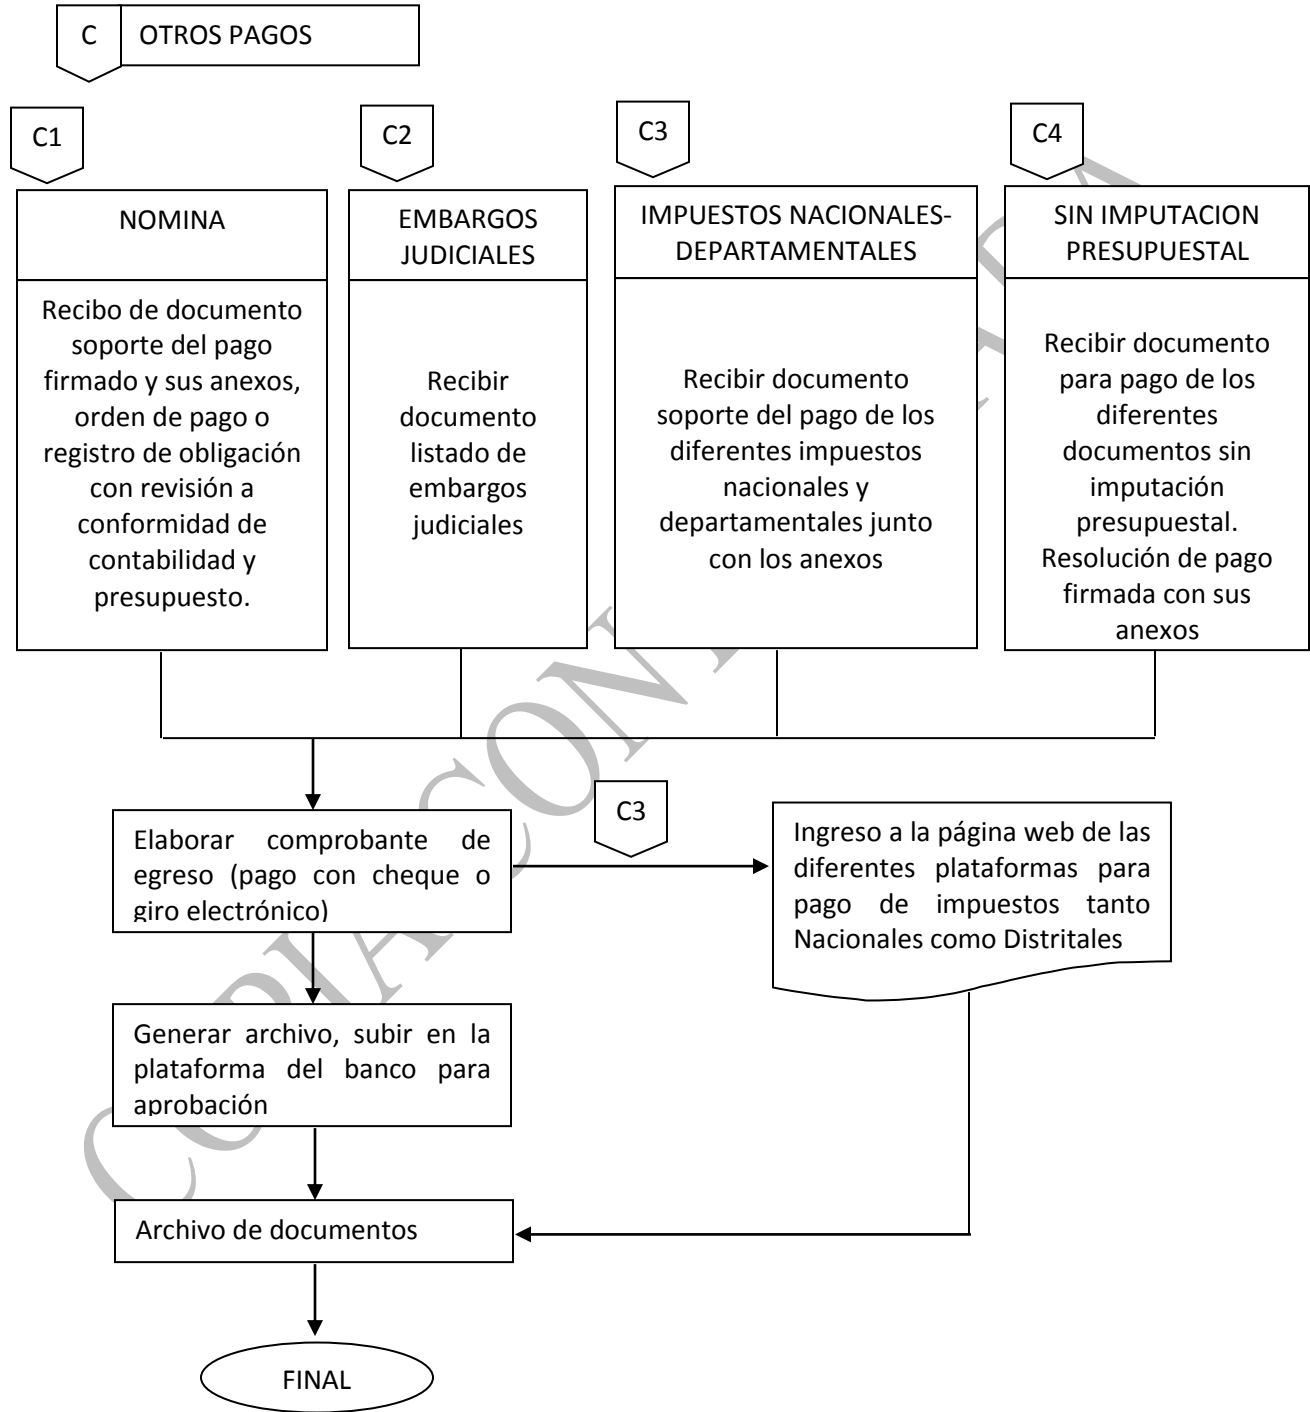 C
OTROS PAGOS
C1
C2
C3
C4
NOMINA
Recibo de documento
soporte del pago
firmado y sus anexos,
orden de pago o
registro de obligación
con revisión a
conformidad de
contabilidad y
presupuesto.
EMBARGOS
JUDICIALES
Recibir
documento
listado de
embargos
judiciales
IMPUESTOS NACIONALES-
DEPARTAMENTALES
Recibir documento
soporte del pago de los
diferentes impuestos
nacionales y
departamentales junto
con los anexos
SIN IMPUTACION
PRESUPUESTAL
Recibir documento
para pago de los
diferentes
documentos sin
imputación
presupuestal.
Resolución de pago
firmada con sus
anexos
Elaborar comprobante de
egreso (pago con cheque o
giro electrónico)
C3
Ingreso a la página web de las
diferentes plataformas para
pago de impuestos tanto
Nacionales como Distritales
Generar archivo, subir en la
plataforma del banco para
aprobación
Archivo de documentos
FINAL
COPIA